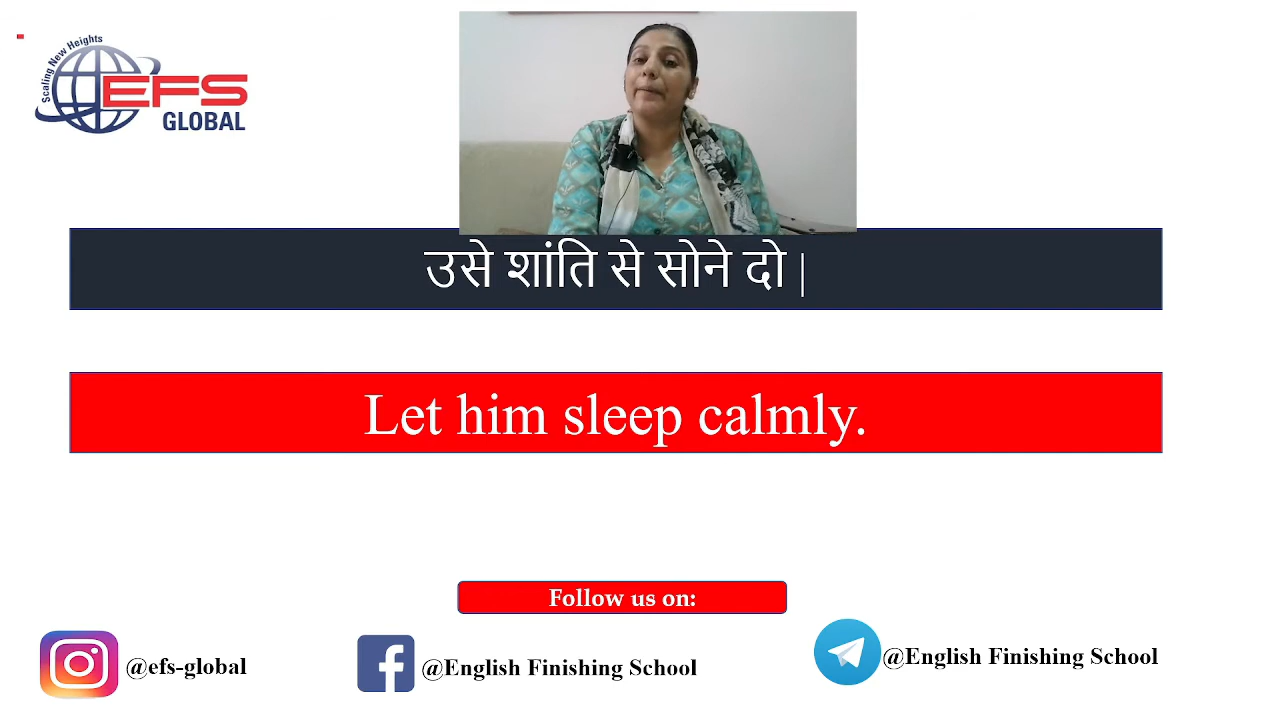 Scaling New Heights
EFS
GLOBAL
उसे शांति से सोने दो |
Let him sleep calmly.
Follow us on:
@efs-global
@English Finishing School
@English Finishing School